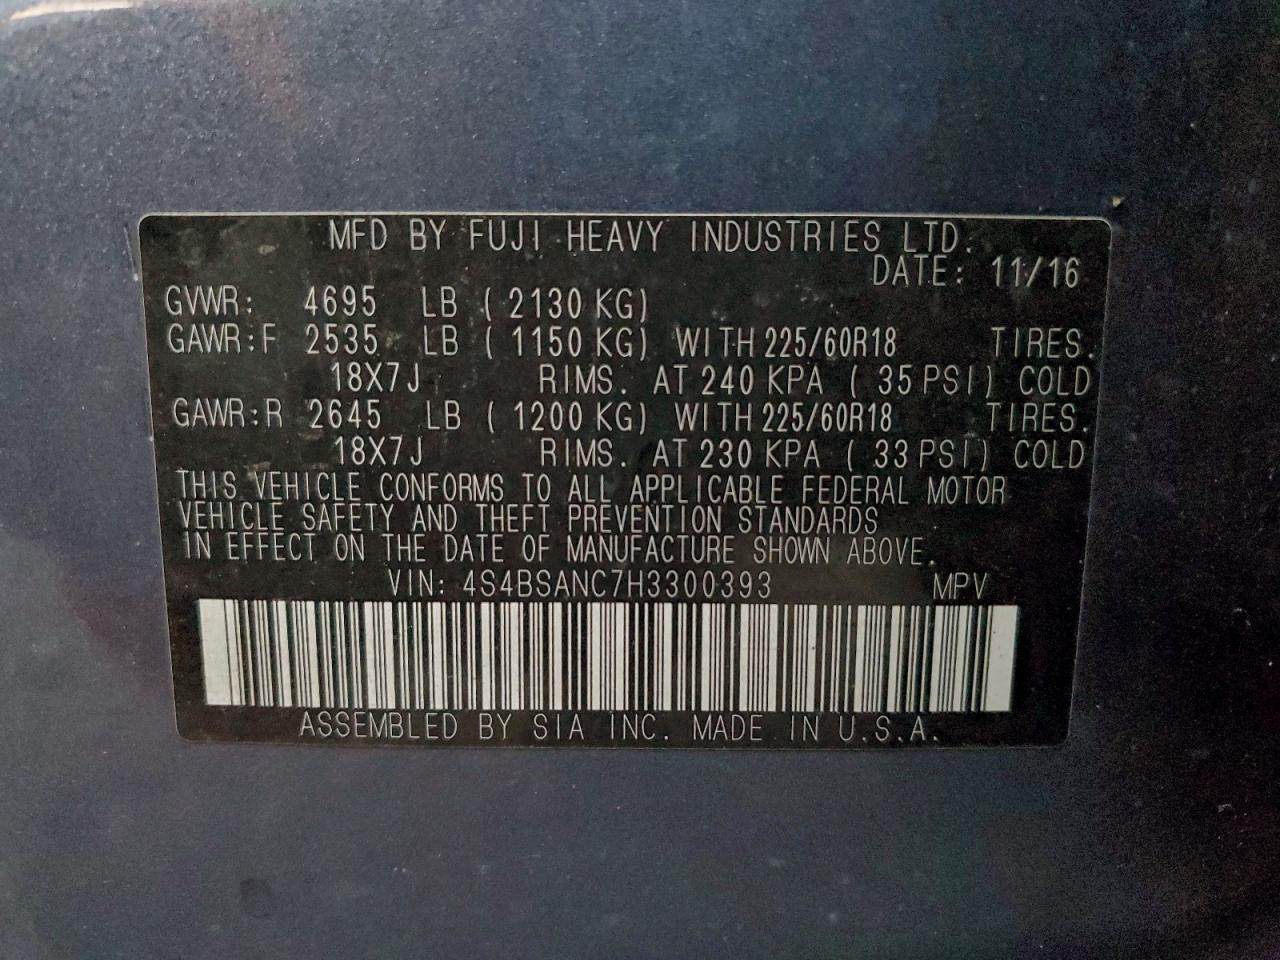 MFD BY FUJI HEAVY INDUSTRIES LTD.
DATE: 11/16
GVWR: 4695 LB ( 2130 KG)
GAWR:F 2535 LB ( 1150 KG) WITH 225/60R18 TIRES.
18X7J RIMS. AT 240 KPA ( 35 PSI) COLD
GAWR:R 2645 LB ( 1200 KG) WITH 225/60R18 TIRES.
18X7J RIMS. AT 230 KPA ( 33 PSI) COLD
THIS VEHICLE CONFORMS TO ALL APPLICABLE FEDERAL MOTOR
VEHICLE SAFETY AND THEFT PREVENTION STANDARDS
IN EFFECT ON THE DATE OF MANUFACTURE SHOWN ABOVE.
VIN: 4S4BSANC7H3300393 MPV
ASSEMBLED BY SIA INC. MADE IN U.S.A.